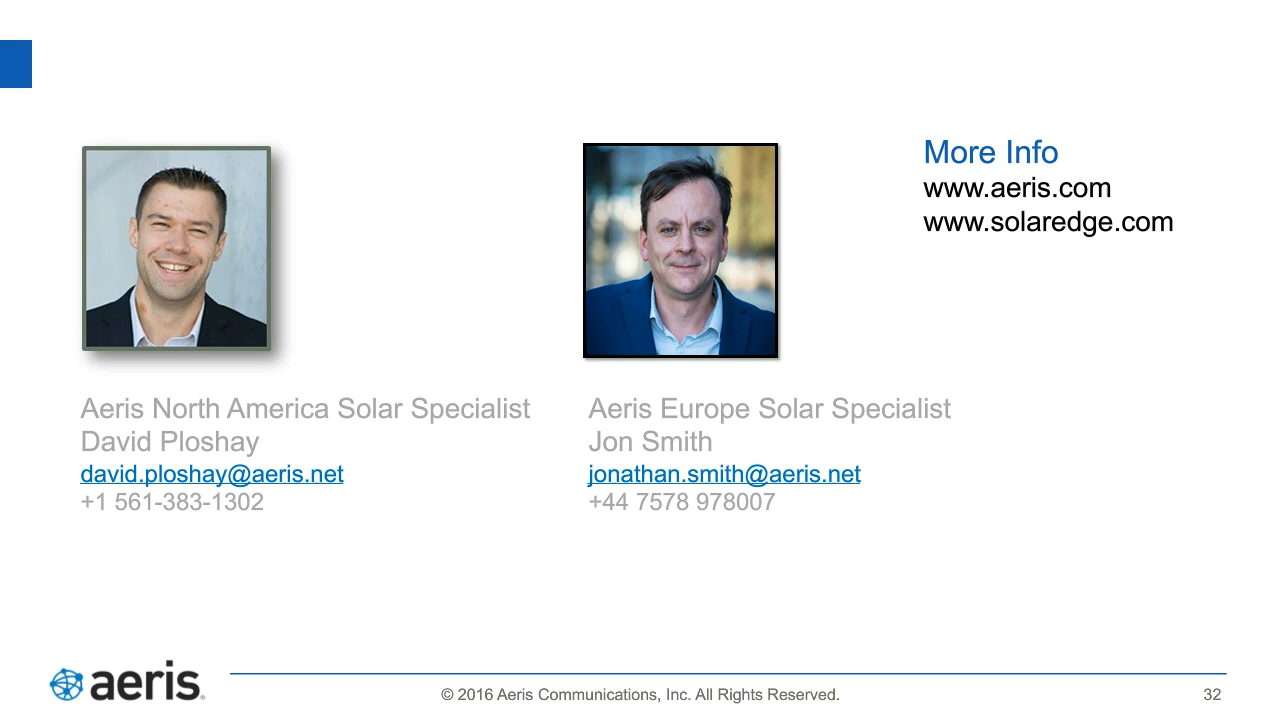 More Info
www.aeris.com
www.solaredge.com
Aeris North America Solar Specialist
David Ploshay
david.ploshay@aeris.net
+1 561-383-1302
Aeris Europe Solar Specialist
Jon Smith
jonathan.smith@aeris.net
+44 7578 978007
aeris
© 2016 Aeris Communications, Inc. All Rights Reserved.
32